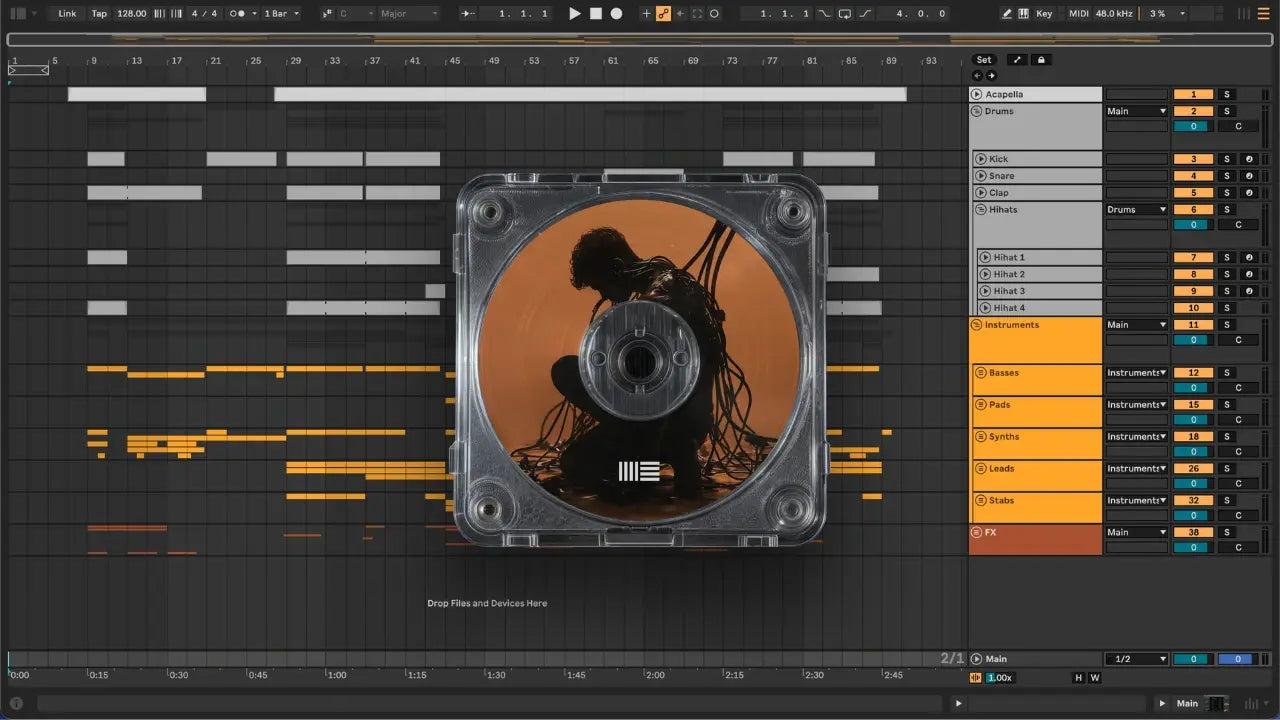 Link Tap 128.00 4 / 4 1 Bar C Major 1. 1. 1 1. 1. 1 4. 0. 0 Key MIDI 48.0 kHz 3 %
1 5 9 13 17 21 25 29 33 37 41 45 49 53 57 61 65 69 73 77 81 85 89 93 Set
Acapella 1 S
Drums Main 2 S
0 C
Kick 3 S
Snare 4 S
Clap 5 S
Hihats Drums 6 S
0 C
Hihat 1 7 S
Hihat 2 8 S
Hihat 3 9 S
Hihat 4 10 S
Instruments Main 11 S
0 C
Basses Instruments 12 S
0 C
Pads Instruments 15 S
0 C
Synths Instruments 18 S
0 C
Leads Instruments 26 S
0 C
Stabs Instruments 32 S
0 C
FX Main 38 S
0 C
Drop Files and Devices Here
2/1 Main 1/2 0 0
0:00 0:15 0:30 0:45 1:00 1:15 1:30 1:45 2:00 2:15 2:30 2:45 1.00x H W
Main